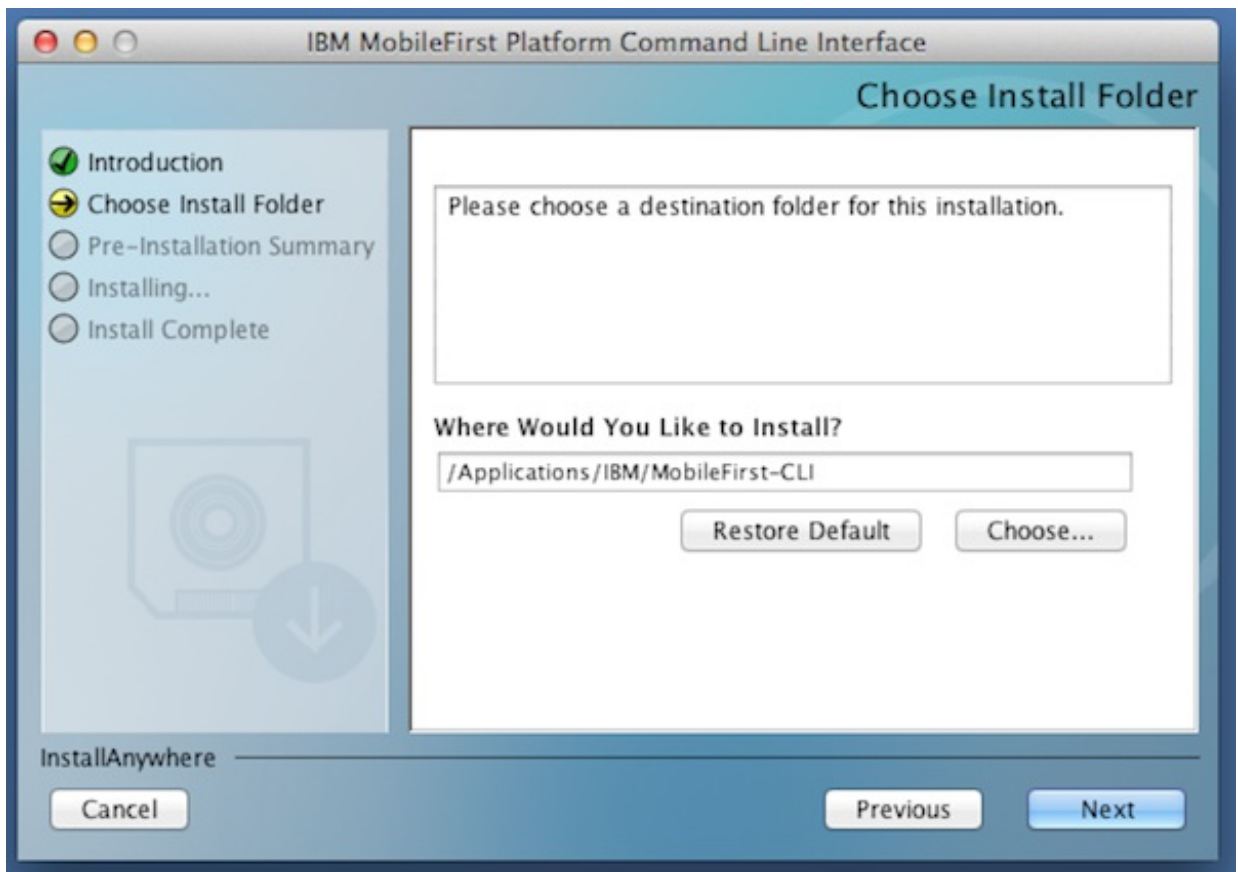 IBM MobileFirst Platform Command Line Interface
Choose Install Folder
Introduction
Choose Install Folder
Pre-Installation Summary
Installing...
Install Complete
Please choose a destination folder for this installation.
Where Would You Like to Install?
/Applications/IBM/MobileFirst-CLI
Restore Default
Choose...
InstallAnywhere
Cancel
Previous
Next